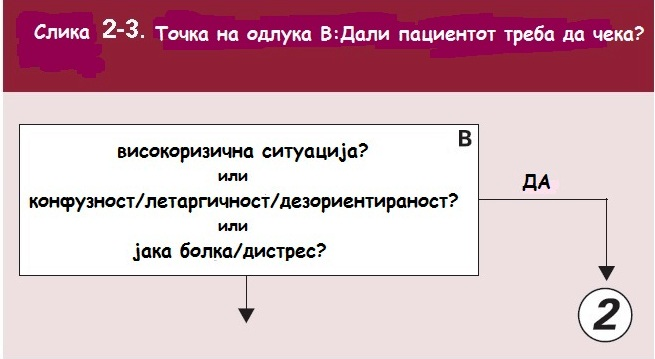 Слика 2-3. Точка на одлука В:Дали пациентот треба да чека?
B
високоризична ситуација?
или
конфузност/летаргичност/дезориентираност?
или
јака болка/дистрес?
ДА
2